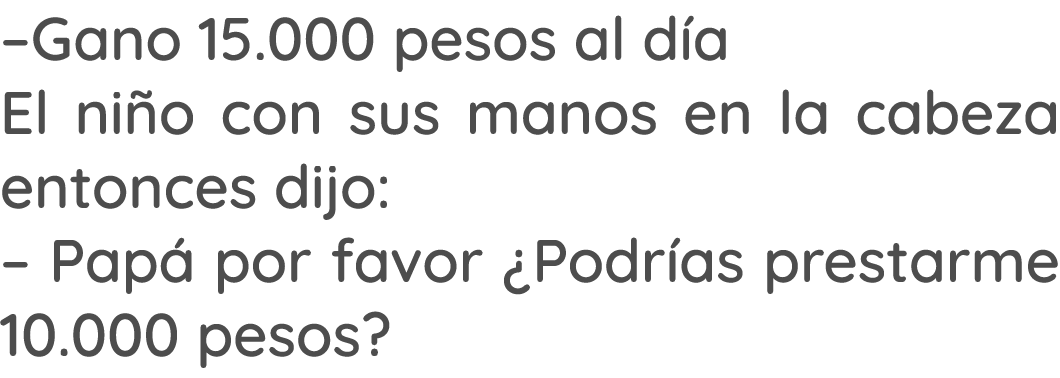 -Gano 15.000 pesos al día
El niño con sus manos en la cabeza
entonces dijo:
- Papá por favor ¿Podrías prestarme
10.000 pesos?